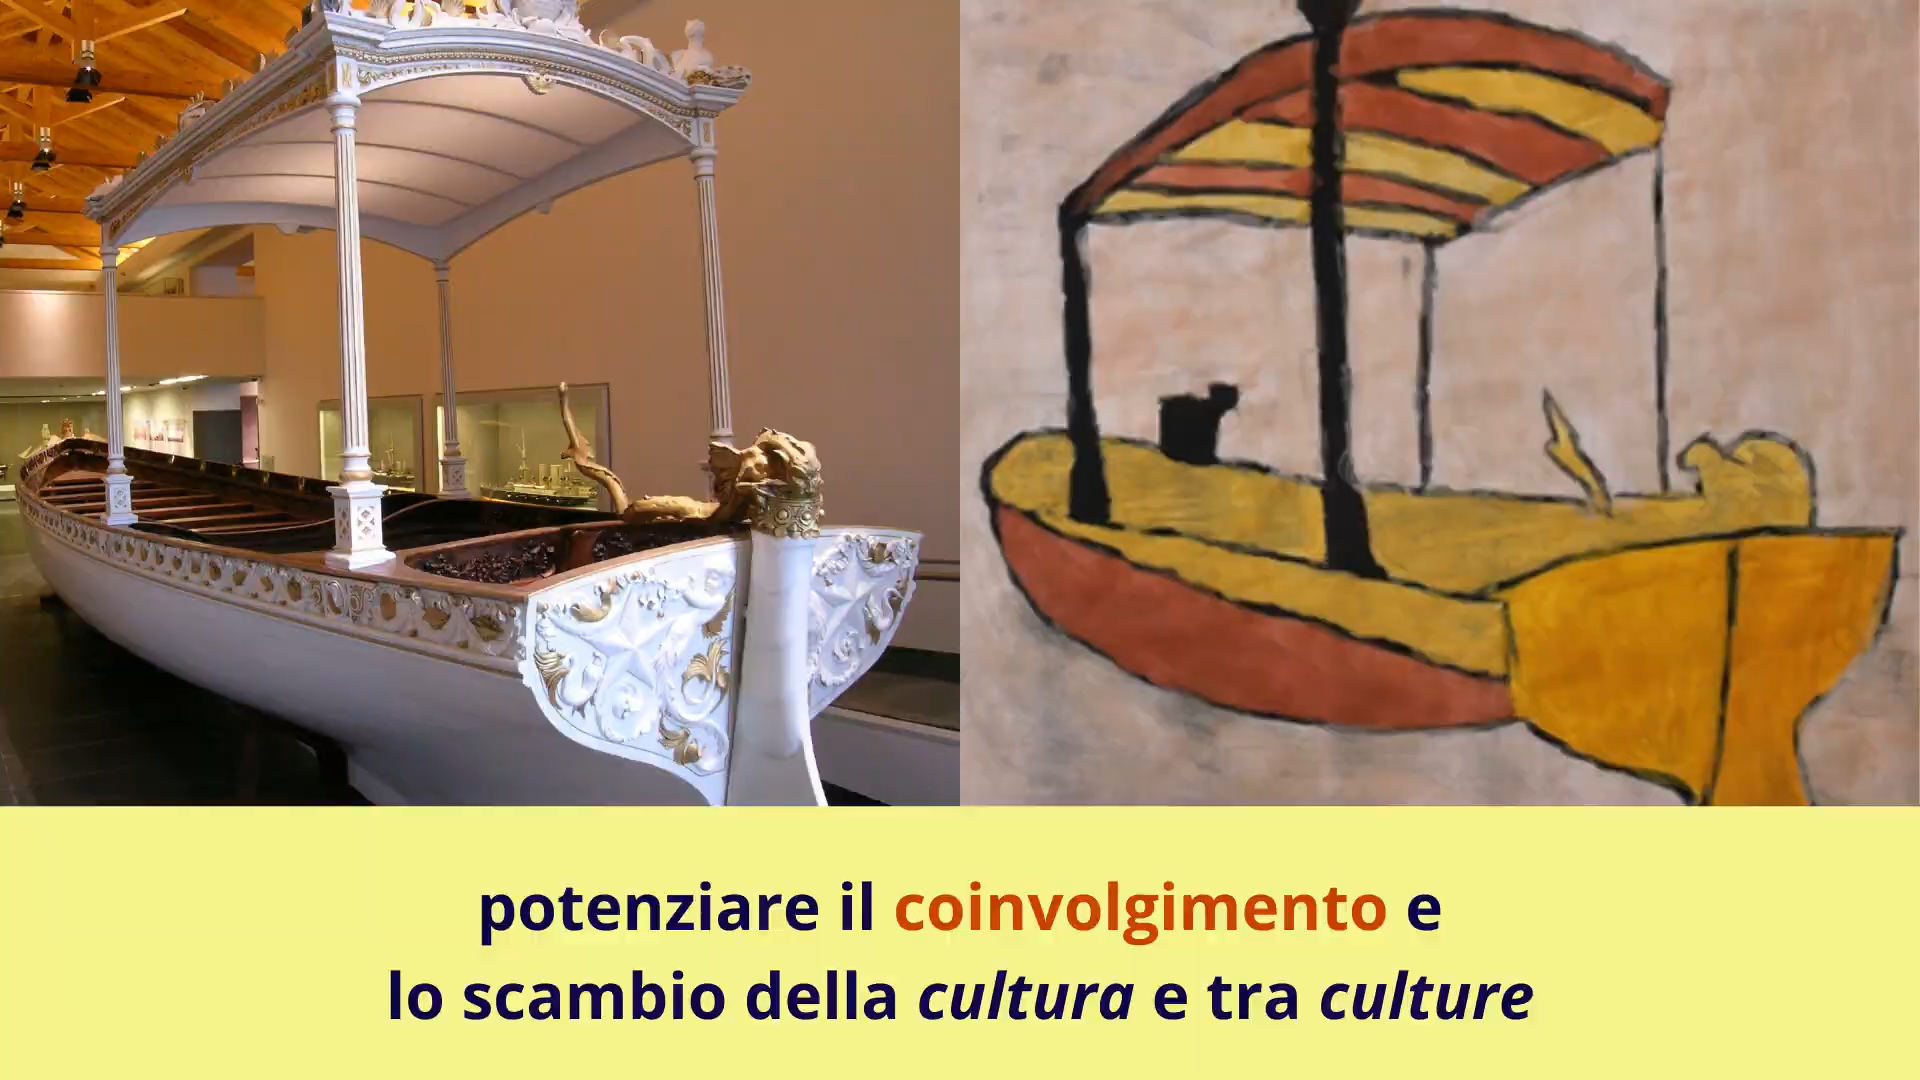 potenziare il coinvolgimento e
lo scambio della cultura e tra culture